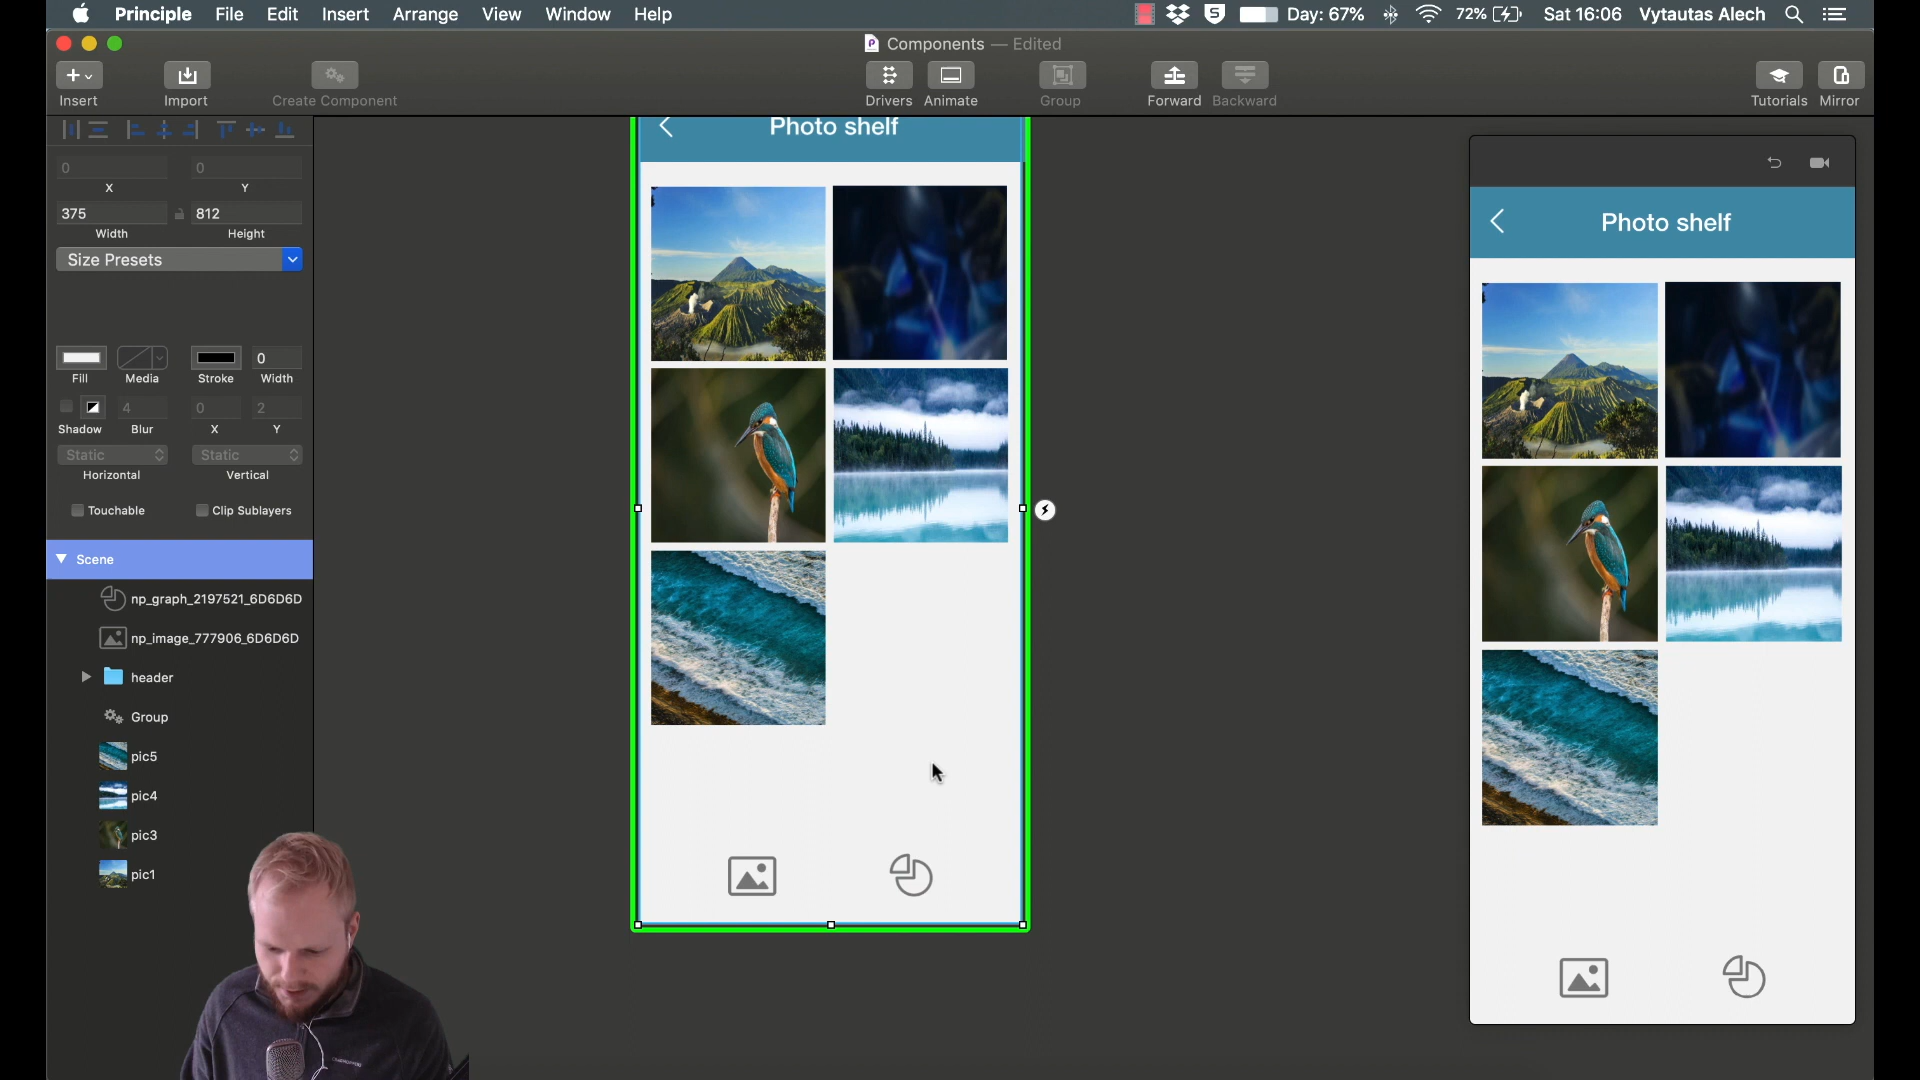 Principle File Edit Insert Arrange View Window Help
S Day: 67% 72% Sat 16:06 Vytautas Alech
Components — Edited
Insert Import Create Component Drivers Animate Group Forward Backward Tutorials Mirror
0 0
X Y
375 812
Width Height
Size Presets
0
Fill Media Stroke Width
4 0 2
Shadow Blur X Y
Static Static
Horizontal Vertical
Touchable Clip Sublayers
Scene
np_graph_2197521_6D6D6D
np_image_777906_6D6D6D
header
Group
pic5
pic4
pic3
pic1
Photo shelf
Photo shelf